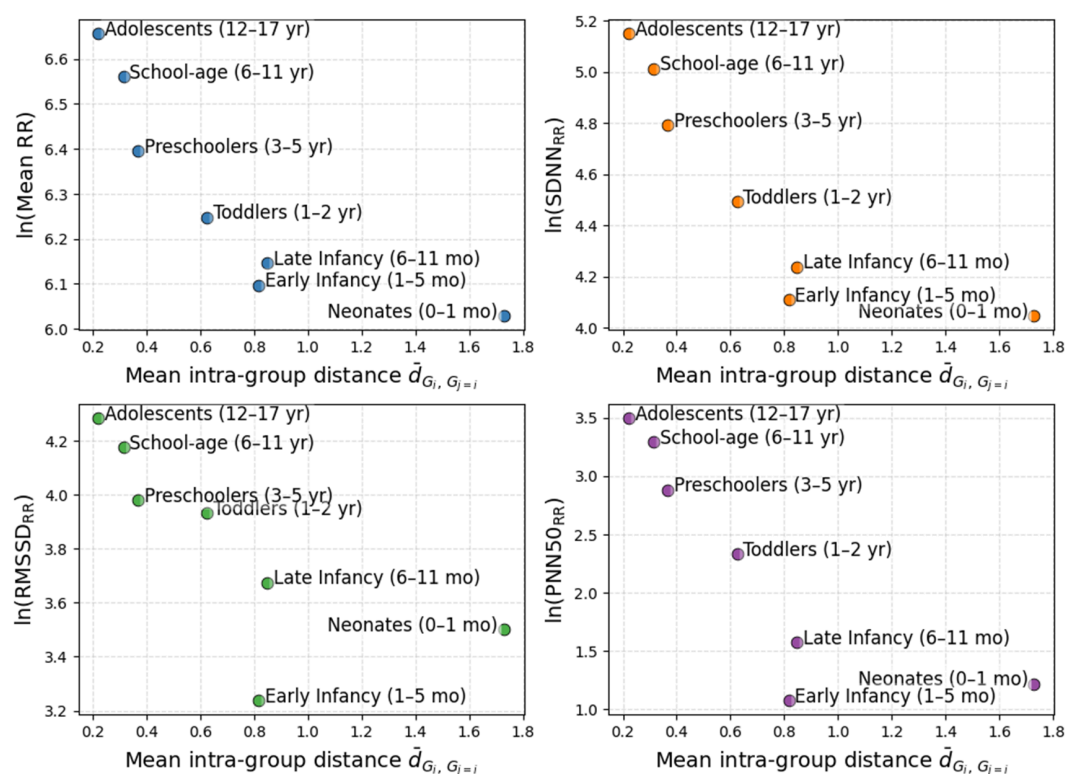 ln(Mean RR)
6.6
6.5
6.4
6.3
6.2
6.1
6.0
Adolescents (12–17 yr)
School-age (6–11 yr)
Preschoolers (3–5 yr)
Toddlers (1–2 yr)
Late Infancy (6–11 mo)
Early Infancy (1–5 mo)
Neonates (0–1 mo)
0.2 0.4 0.6 0.8 1.0 1.2 1.4 1.6 1.8
Mean intra-group distance d̄_{G_i, G_{j=i}}
ln(SDNN_{RR})
5.2
5.0
4.8
4.6
4.4
4.2
4.0
Adolescents (12–17 yr)
School-age (6–11 yr)
Preschoolers (3–5 yr)
Toddlers (1–2 yr)
Late Infancy (6–11 mo)
Early Infancy (1–5 mo)
Neonates (0–1 mo)
0.2 0.4 0.6 0.8 1.0 1.2 1.4 1.6 1.8
Mean intra-group distance d̄_{G_i, G_{j=i}}
ln(RMSSD_{RR})
4.2
4.0
3.8
3.6
3.4
3.2
Adolescents (12–17 yr)
School-age (6–11 yr)
Preschoolers (3–5 yr)
Toddlers (1–2 yr)
Late Infancy (6–11 mo)
Neonates (0–1 mo)
Early Infancy (1–5 mo)
0.2 0.4 0.6 0.8 1.0 1.2 1.4 1.6 1.8
Mean intra-group distance d̄_{G_i, G_{j=i}}
ln(PNN50_{RR})
3.5
3.0
2.5
2.0
1.5
1.0
Adolescents (12–17 yr)
School-age (6–11 yr)
Preschoolers (3–5 yr)
Toddlers (1–2 yr)
Late Infancy (6–11 mo)
Neonates (0–1 mo)
Early Infancy (1–5 mo)
0.2 0.4 0.6 0.8 1.0 1.2 1.4 1.6 1.8
Mean intra-group distance d̄_{G_i, G_{j=i}}